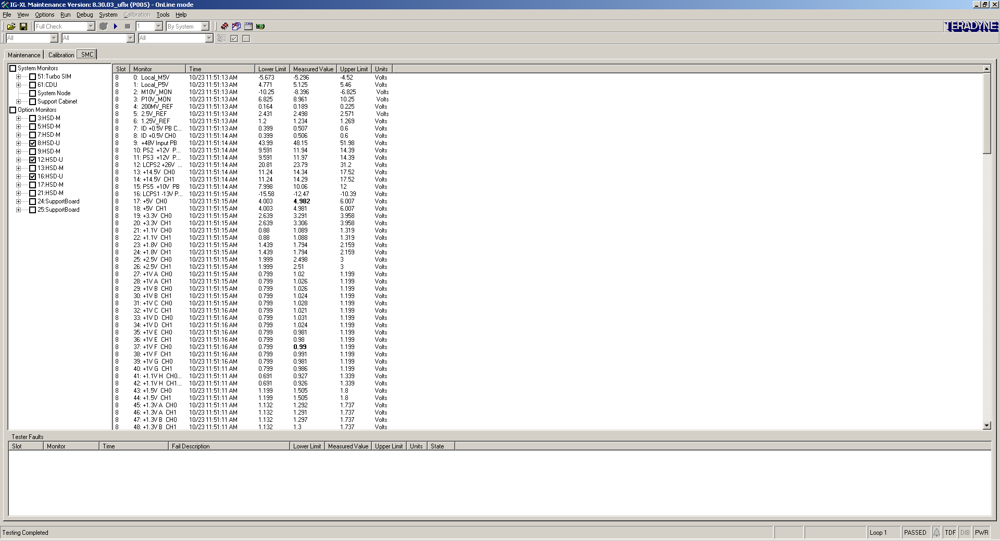 IG-XL Maintenance Version: 8.30.03_uflx (P005) - OnLine mode
File View Options Run Debug System Calibration Tools Help
Full Check 1 By System
TERADYNE
All All All
Maintenance Calibration SMC
System Monitors
51:Turbo SIM
61:CDU
System Node
Support Cabinet
Option Monitors
3:HSD-M
5:HSD-M
7:HSD-M
8:HSD-U
9:HSD-M
12:HSD-U
13:HSD-M
16:HSD-U
17:HSD-M
21:HSD-M
24:SupportBoard
25:SupportBoard
Slot Monitor Time Lower Limit Measured Value Upper Limit Units
8 0: Local_M5V 10/23 11:51:13 AM -5.673 -5.296 -4.52 Volts
8 1: Local_P5V 10/23 11:51:13 AM 4.771 5.125 5.46 Volts
8 2: M10V_MON 10/23 11:51:13 AM -10.25 -8.396 -6.825 Volts
8 3: P10V_MON 10/23 11:51:13 AM 6.825 8.961 10.25 Volts
8 4: 200MV_REF 10/23 11:51:13 AM 0.164 0.189 0.225 Volts
8 5: 2.5V_REF 10/23 11:51:13 AM 2.431 2.498 2.571 Volts
8 6: 1.25V_REF 10/23 11:51:13 AM 1.2 1.234 1.269 Volts
8 7: ID +0.5V PB C... 10/23 11:51:13 AM 0.399 0.507 0.6 Volts
8 8: ID +0.5V CH0 10/23 11:51:14 AM 0.399 0.506 0.6 Volts
8 9: +48V Input PB 10/23 11:51:14 AM 43.99 48.15 51.98 Volts
8 10: PS2 +12V P... 10/23 11:51:14 AM 9.591 11.94 14.39 Volts
8 11: PS3 +12V P... 10/23 11:51:14 AM 9.591 11.97 14.39 Volts
8 12: LCPS2 +26V ... 10/23 11:51:14 AM 20.81 23.79 31.2 Volts
8 13: +14.5V CH0 10/23 11:51:14 AM 11.24 14.34 17.52 Volts
8 14: +14.5V CH1 10/23 11:51:14 AM 11.24 14.29 17.52 Volts
8 15: PS5 +10V PB 10/23 11:51:14 AM 7.998 10.06 12 Volts
8 16: LCPS1 -13V P... 10/23 11:51:14 AM -15.58 -12.47 -10.39 Volts
8 17: +5V CH0 10/23 11:51:15 AM 4.003 4.982 6.007 Volts
8 18: +5V CH1 10/23 11:51:15 AM 4.003 4.981 6.007 Volts
8 19: +3.3V CH0 10/23 11:51:15 AM 2.639 3.291 3.958 Volts
8 20: +3.3V CH1 10/23 11:51:15 AM 2.639 3.306 3.958 Volts
8 21: +1.1V CH0 10/23 11:51:15 AM 0.88 1.089 1.319 Volts
8 22: +1.1V CH1 10/23 11:51:15 AM 0.88 1.088 1.319 Volts
8 23: +1.8V CH0 10/23 11:51:15 AM 1.439 1.794 2.159 Volts
8 24: +1.8V CH1 10/23 11:51:15 AM 1.439 1.794 2.159 Volts
8 25: +2.5V CH0 10/23 11:51:15 AM 1.999 2.498 3 Volts
8 26: +2.5V CH1 10/23 11:51:15 AM 1.999 2.51 3 Volts
8 27: +1V A CH0 10/23 11:51:15 AM 0.799 1.02 1.199 Volts
8 28: +1V A CH1 10/23 11:51:15 AM 0.799 1.026 1.199 Volts
8 29: +1V B CH0 10/23 11:51:15 AM 0.799 1.026 1.199 Volts
8 30: +1V B CH1 10/23 11:51:15 AM 0.799 1.024 1.199 Volts
8 31: +1V C CH0 10/23 11:51:15 AM 0.799 1.028 1.199 Volts
8 32: +1V C CH1 10/23 11:51:16 AM 0.799 1.021 1.199 Volts
8 33: +1V D CH0 10/23 11:51:16 AM 0.799 1.031 1.199 Volts
8 34: +1V D CH1 10/23 11:51:16 AM 0.799 1.024 1.199 Volts
8 35: +1V E CH0 10/23 11:51:16 AM 0.799 0.981 1.199 Volts
8 36: +1V E CH1 10/23 11:51:16 AM 0.799 0.98 1.199 Volts
8 37: +1V F CH0 10/23 11:51:16 AM 0.799 0.99 1.199 Volts
8 38: +1V F CH1 10/23 11:51:16 AM 0.799 0.991 1.199 Volts
8 39: +1V G CH0 10/23 11:51:16 AM 0.799 0.981 1.199 Volts
8 40: +1V G CH1 10/23 11:51:16 AM 0.799 0.986 1.199 Volts
8 41: +1.1V H CH0... 10/23 11:51:11 AM 0.691 0.927 1.339 Volts
8 42: +1.1V H CH1... 10/23 11:51:11 AM 0.691 0.926 1.339 Volts
8 43: +1.5V CH0 10/23 11:51:11 AM 1.199 1.505 1.8 Volts
8 44: +1.5V CH1 10/23 11:51:11 AM 1.199 1.505 1.8 Volts
8 45: +1.3V A CH0 10/23 11:51:11 AM 1.132 1.292 1.737 Volts
8 46: +1.3V A CH1 10/23 11:51:11 AM 1.132 1.291 1.737 Volts
8 47: +1.3V B CH0 10/23 11:51:11 AM 1.132 1.297 1.737 Volts
8 48: +1.3V B CH1 10/23 11:51:11 AM 1.132 1.3 1.737 Volts
Tester Faults
Slot Monitor Time Fail Description Lower Limit Measured Value Upper Limit Units State
Testing Completed Loop 1 PASSED TDF DIB PWR